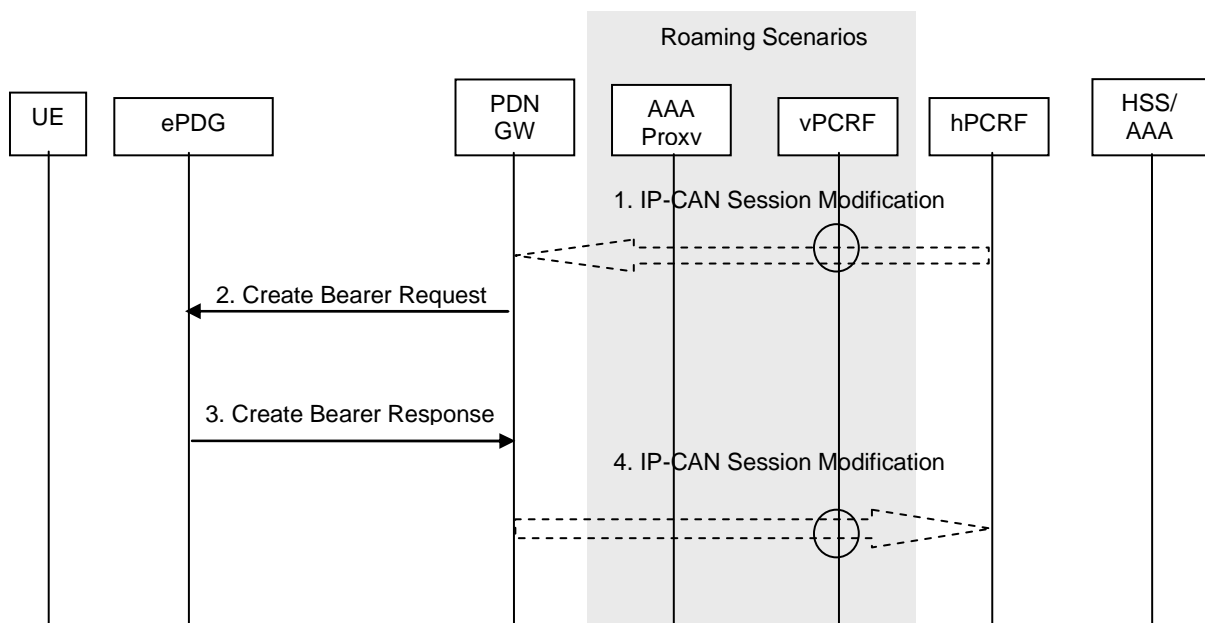 Roaming Scenarios
UE
ePDG
PDN
GW
AAA
Proxv
vPCRF
hPCRF
HSS/
AAA
1. IP-CAN Session Modification
2. Create Bearer Request
3. Create Bearer Response
4. IP-CAN Session Modification